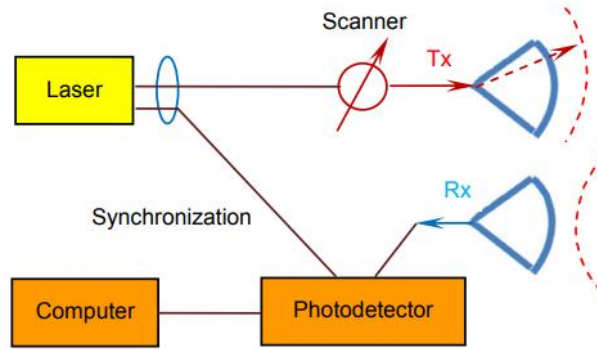 Scanner
Tx
Laser
Rx
Synchronization
Computer
Photodetector